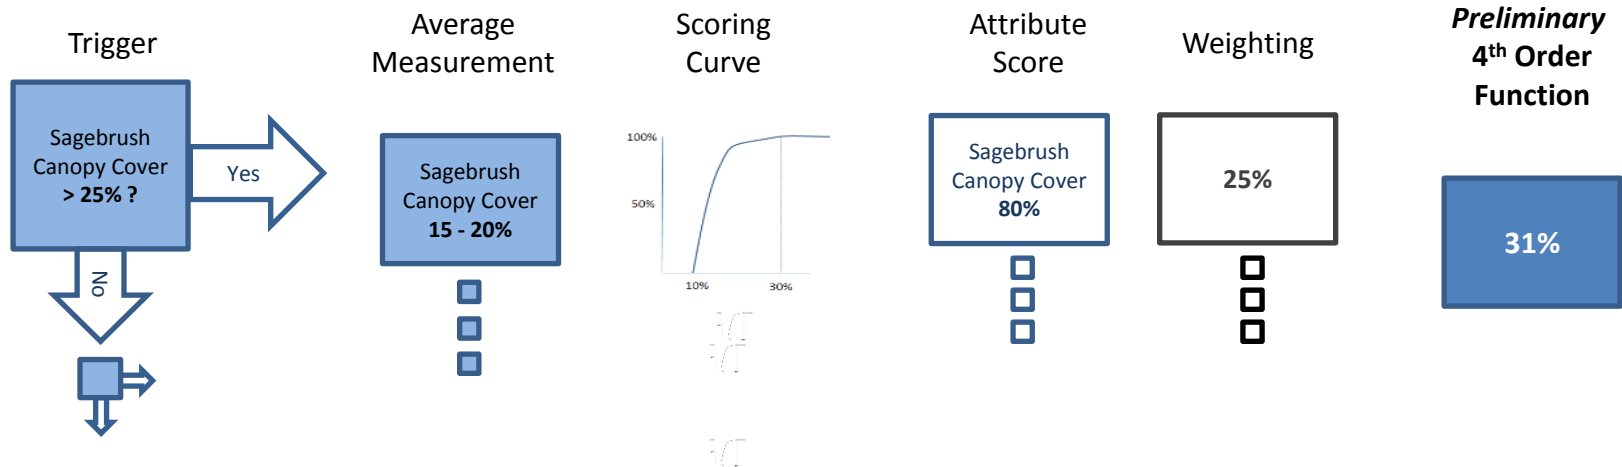 Trigger
Sagebrush
Canopy Cover
> 25% ?
Yes
No
Average
Measurement
Sagebrush
Canopy Cover
15 - 20%
Scoring
Curve
100%
50%
10%
30%
Attribute
Score
Sagebrush
Canopy Cover
80%
Weighting
25%
Preliminary
4th Order
Function
31%